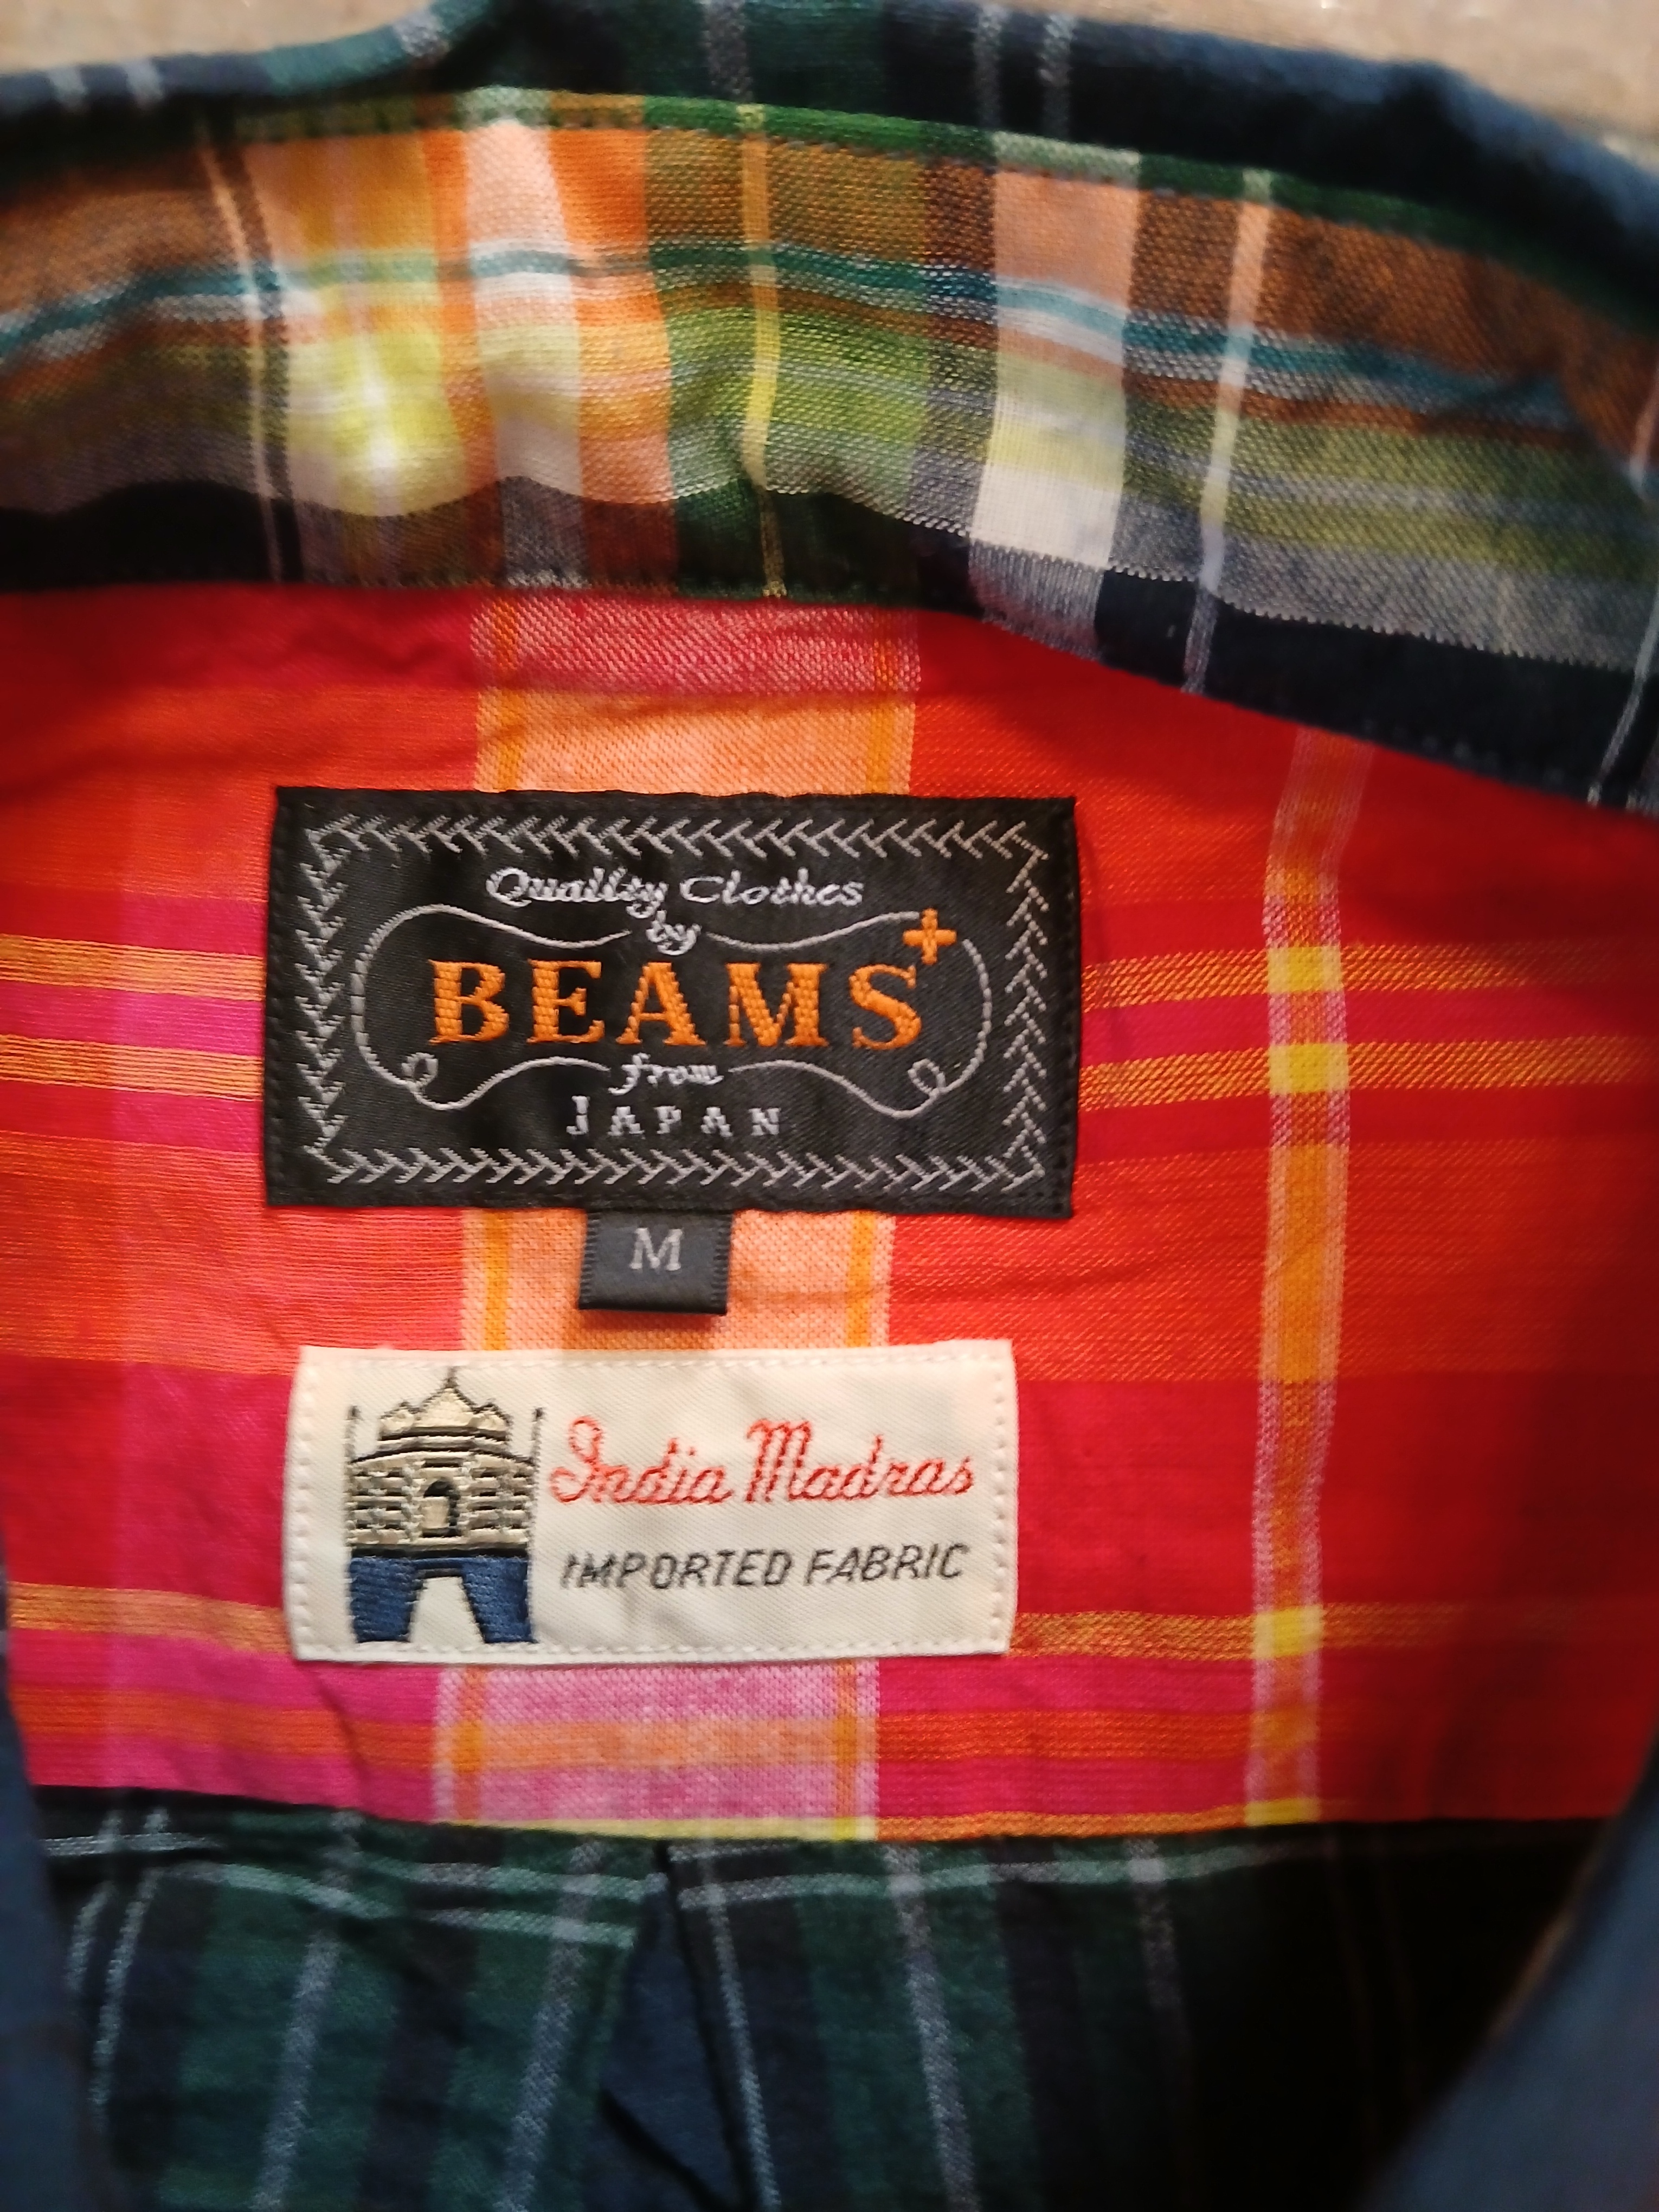 Quality Clothes
by
BEAMS+
from
JAPAN
M
India Madras
IMPORTED FABRIC